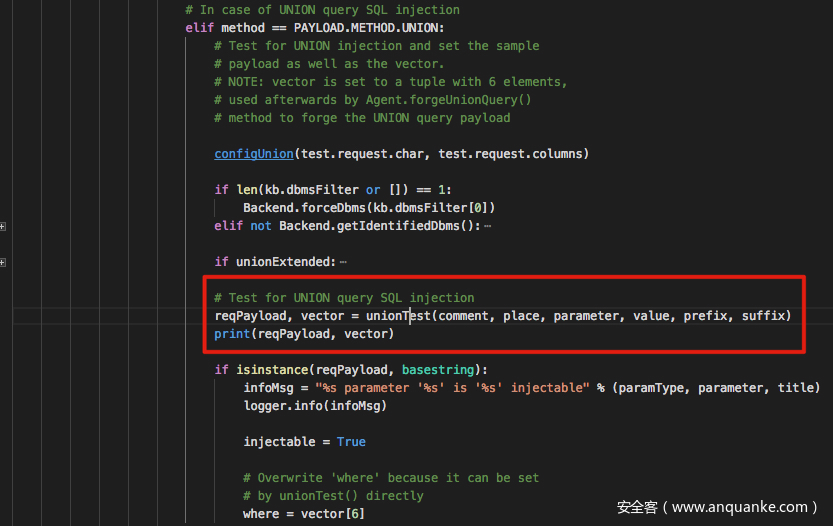 # In case of UNION query SQL injection
elif method == PAYLOAD.METHOD.UNION:
# Test for UNION injection and set the sample
# payload as well as the vector.
# NOTE: vector is set to a tuple with 6 elements,
# used afterwards by Agent.forgeUnionQuery()
# method to forge the UNION query payload
configUnion(test.request.char, test.request.columns)
if len(kb.dbmsFilter or []) == 1:
Backend.forceDbms(kb.dbmsFilter[0])
elif not Backend.getIdentifiedDbms():⋯
if unionExtended:⋯
# Test for UNION query SQL injection
reqPayload, vector = unionTest(comment, place, parameter, value, prefix, suffix)
print(reqPayload, vector)
if isinstance(reqPayload, basestring):
infoMsg = "%s parameter '%s' is '%s' injectable" % (paramType, parameter, title)
logger.info(infoMsg)
injectable = True
# Overwrite 'where' because it can be set
# by unionTest() directly
where = vector[6]
安全客（www.anquanke.com）